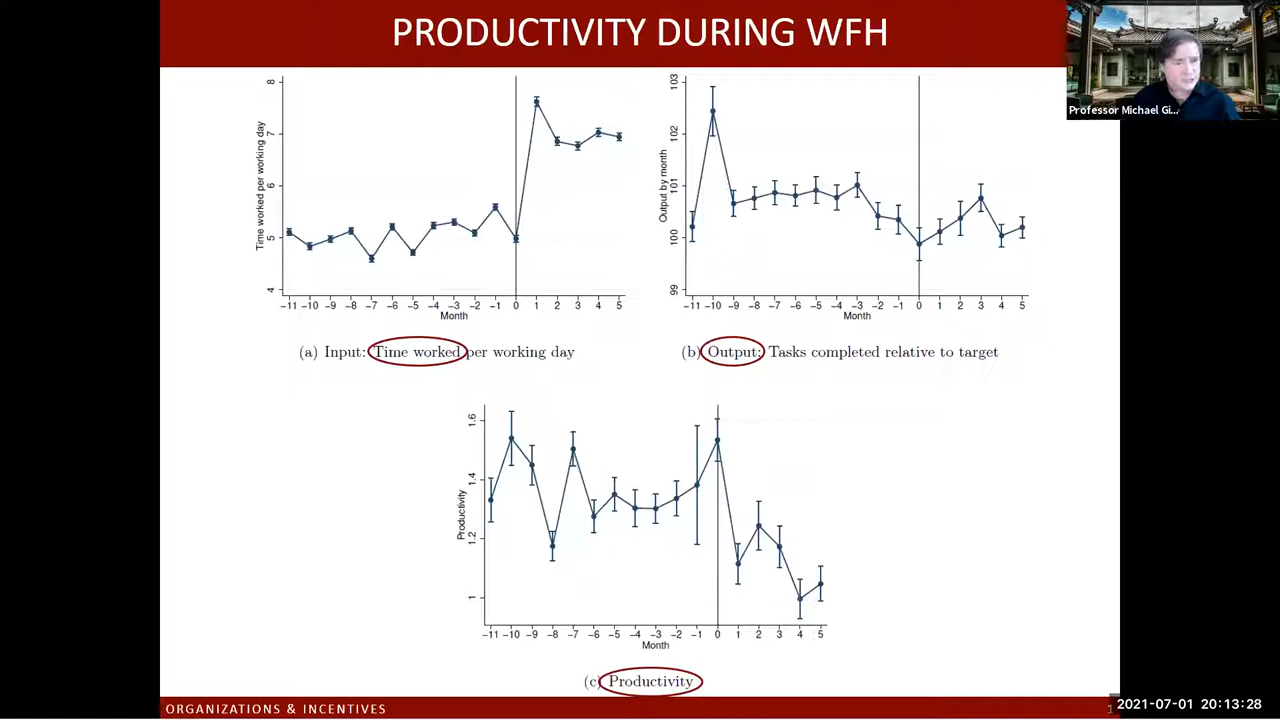 PRODUCTIVITY DURING WFH
Professor Michael Gi...
Time worked per working day
8
7
6
5
4
−11 −10 −9 −8 −7 −6 −5 −4 −3 −2 −1 0 1 2 3 4 5
Month
(a) Input: Time worked per working day
Output by month
103
102
101
100
99
−11 −10 −9 −8 −7 −6 −5 −4 −3 −2 −1 0 1 2 3 4 5
Month
(b) Output: Tasks completed relative to target
Productivity
1.6
1.4
1.2
1
−11 −10 −9 −8 −7 −6 −5 −4 −3 −2 −1 0 1 2 3 4 5
Month
(c) Productivity
ORGANIZATIONS & INCENTIVES
2021-07-01 20:13:28